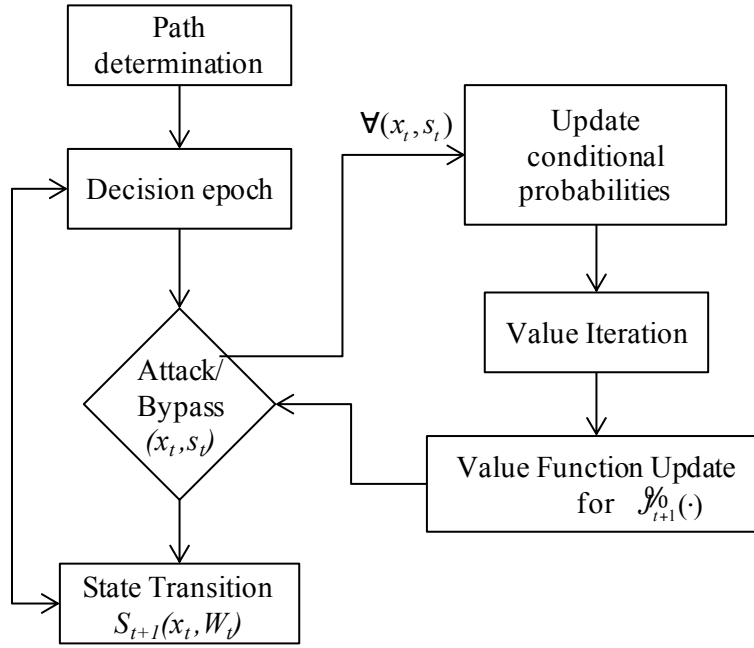 Path
determination
Decision epoch
Attack/
Bypass
(x_t,s_t)
State Transition
S_{t+1}(x_t,W_t)
∀(x_t,s_t)
Update
conditional
probabilities
Value Iteration
Value Function Update
for J%_{t+1}(·)